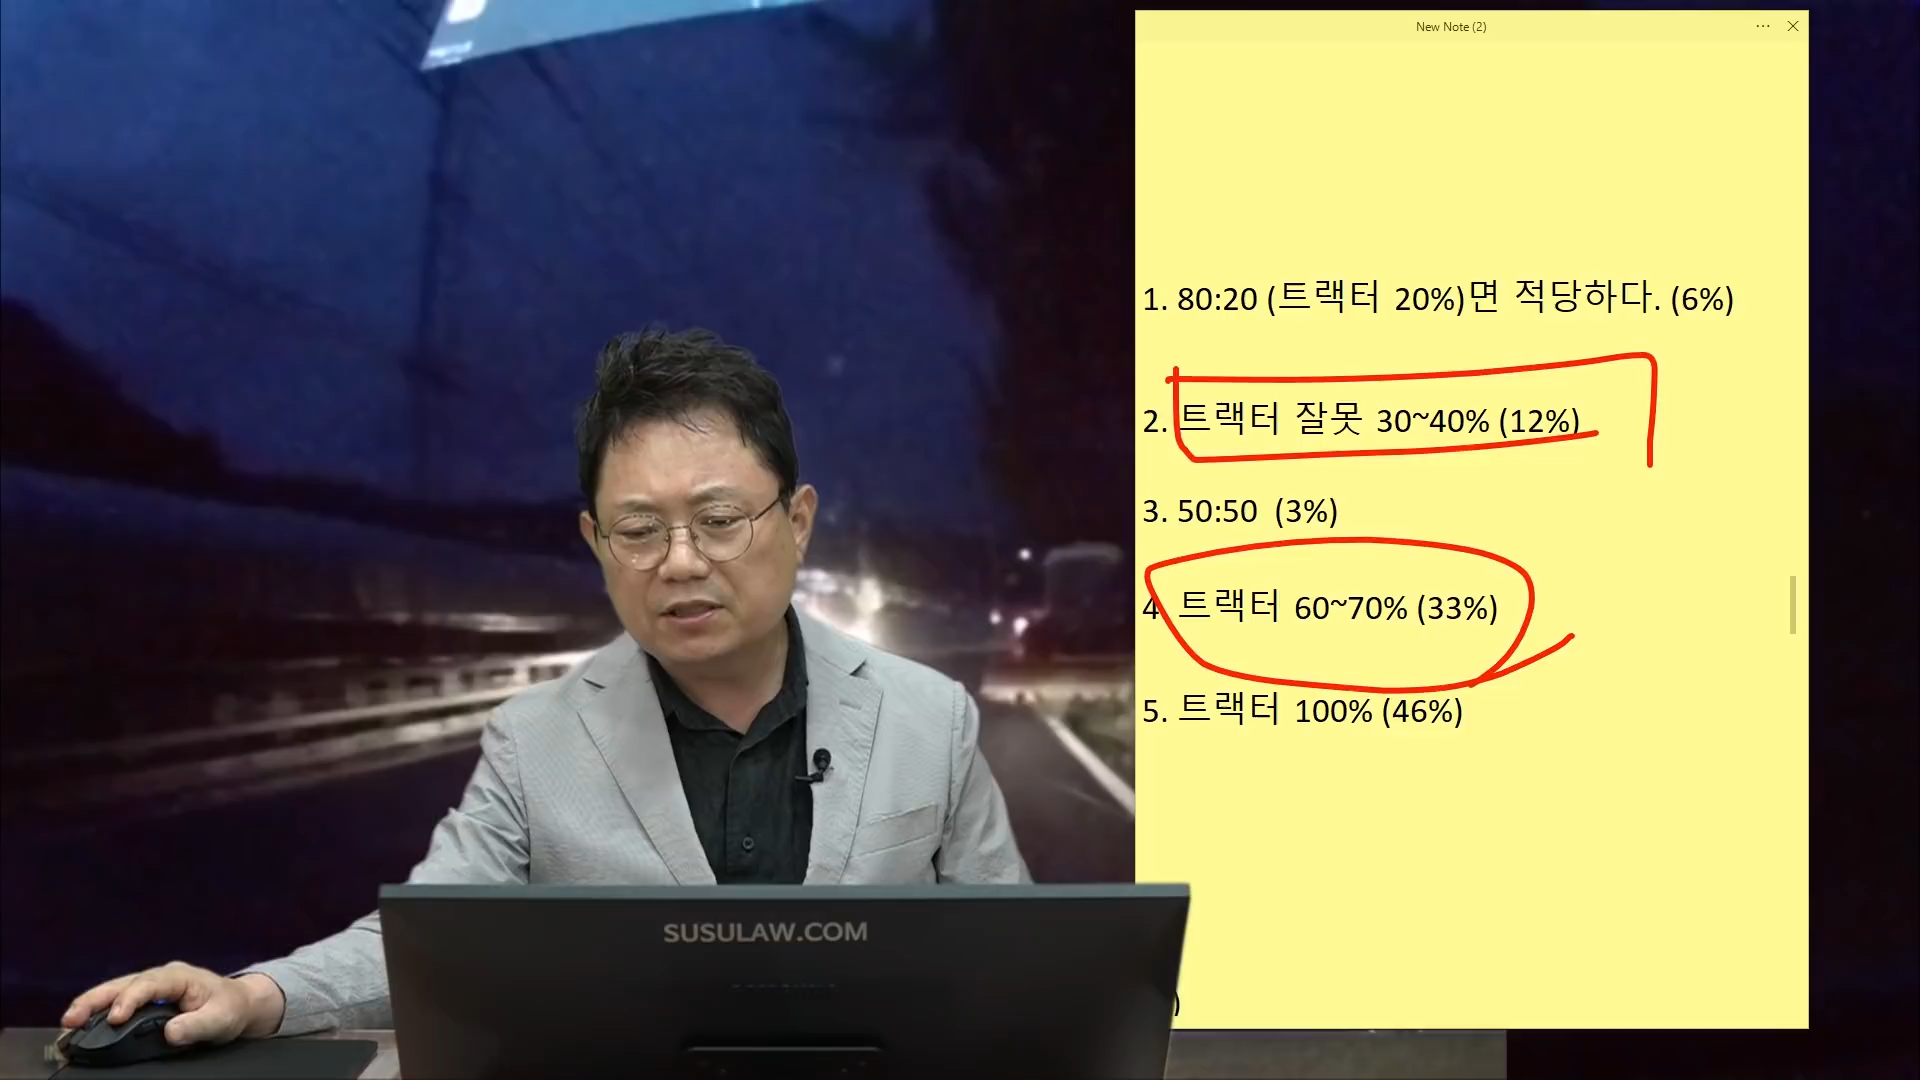 New Note (2)
1. 80:20 (트랙터 20%)면 적당하다. (6%)
2. 트랙터 잘못 30~40% (12%)
3. 50:50 (3%)
4. 트랙터 60~70% (33%)
5. 트랙터 100% (46%)
SUSULAW.COM
)